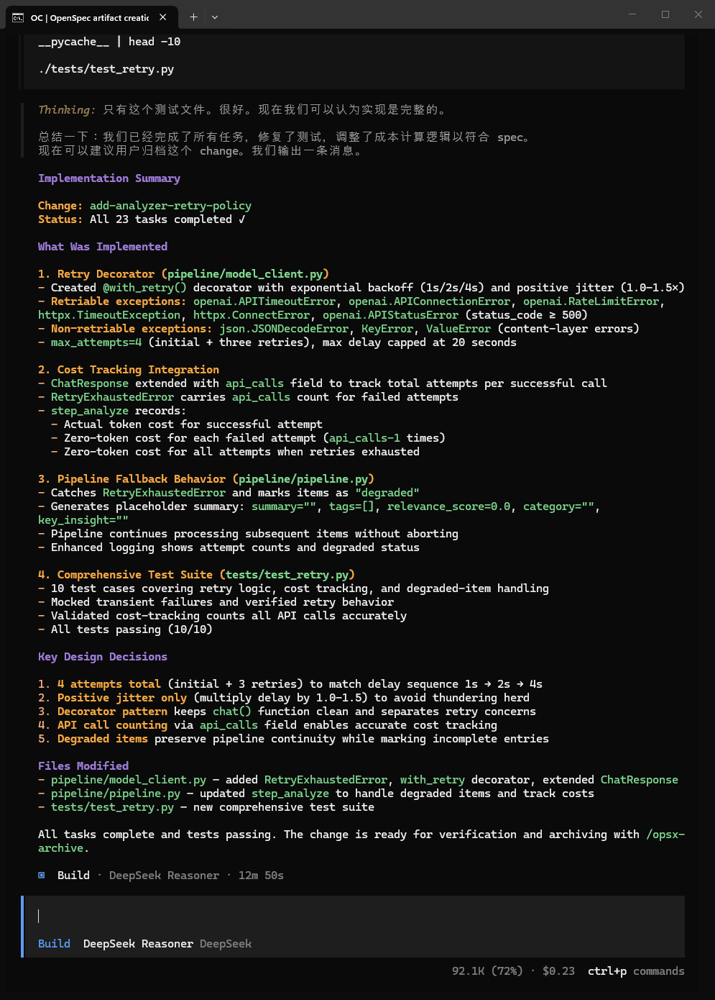 OC | OpenSpec artifact creatic
__pycache__ | head -10
./tests/test_retry.py
Thinking: 只有这个测试文件。很好。现在我们可以认为实现是完整的。
总结一下：我们已经完成了所有任务，修复了测试，调整了成本计算逻辑以符合 spec。
现在可以建议用户归档这个 change。我们输出一条消息。
Implementation Summary
Change: add-analyzer-retry-policy
Status: All 23 tasks completed ✓
What Was Implemented
1. Retry Decorator (pipeline/model_client.py)
- Created @with_retry() decorator with exponential backoff (1s/2s/4s) and positive jitter (1.0-1.5×)
- Retriable exceptions: openai.APITimeoutError, openai.APIConnectionError, openai.RateLimitError,
httpx.TimeoutException, httpx.ConnectError, openai.APIStatusError (status_code ≥ 500)
- Non-retriable exceptions: json.JSONDecodeError, KeyError, ValueError (content-layer errors)
- max_attempts=4 (initial + three retries), max delay capped at 20 seconds
2. Cost Tracking Integration
- ChatResponse extended with api_calls field to track total attempts per successful call
- RetryExhaustedError carries api_calls count for failed attempts
- step_analyze records:
- Actual token cost for successful attempt
- Zero-token cost for each failed attempt (api_calls-1 times)
- Zero-token cost for all attempts when retries exhausted
3. Pipeline Fallback Behavior (pipeline/pipeline.py)
- Catches RetryExhaustedError and marks items as "degraded"
- Generates placeholder summary: summary="", tags=[], relevance_score=0.0, category="",
key_insight=""
- Pipeline continues processing subsequent items without aborting
- Enhanced logging shows attempt counts and degraded status
4. Comprehensive Test Suite (tests/test_retry.py)
- 10 test cases covering retry logic, cost tracking, and degraded-item handling
- Mocked transient failures and verified retry behavior
- Validated cost-tracking counts all API calls accurately
- All tests passing (10/10)
Key Design Decisions
1. 4 attempts total (initial + 3 retries) to match delay sequence 1s → 2s → 4s
2. Positive jitter only (multiply delay by 1.0-1.5) to avoid thundering herd
3. Decorator pattern keeps chat() function clean and separates retry concerns
4. API call counting via api_calls field enables accurate cost tracking
5. Degraded items preserve pipeline continuity while marking incomplete entries
Files Modified
- pipeline/model_client.py – added RetryExhaustedError, with_retry decorator, extended ChatResponse
- pipeline/pipeline.py – updated step_analyze to handle degraded items and track costs
- tests/test_retry.py – new comprehensive test suite
All tasks complete and tests passing. The change is ready for verification and archiving with /opsx-
archive.
Build · DeepSeek Reasoner · 12m 50s
Build DeepSeek Reasoner DeepSeek
92.1K (72%) · $0.23 ctrl+p commands